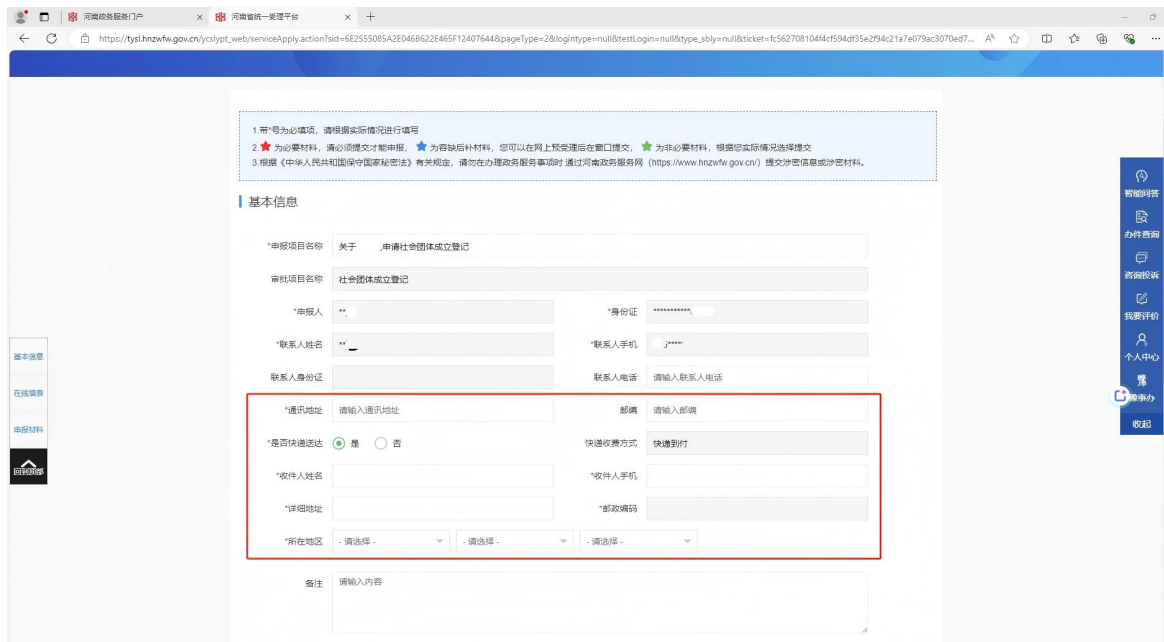 河南政务服务门户
河南省统一受理平台
https://tysl.hnzwfw.gov.cn/ycslypt_web/serviceApply.action?sid=6E2555085A2E0468622E465F12407644&pageType=2&logintype=null&testLogin=null&type_sbly=null&ticket=fc562708104f4cf594df35e2f94c21a7e079ac3070ed7...
1.带*号为必填项，请根据实际情况进行填写
2. 为必要材料，请必须提交才能申报， 为容缺后补材料，您可以在网上预受理后在窗口提交， 为非必要材料，根据您实际情况选择提交
3.根据《中华人民共和国保守国家秘密法》有关规定，请勿在办理政务服务事项时 通过河南政务服务网（https://www.hnzwfw.gov.cn/）提交涉密信息或涉密材料。
基本信息
*申报项目名称 关于 ,申请社会团体成立登记
审批项目名称 社会团体成立登记
*申报人 ** *身份证 ***********
*联系人姓名 ** *联系人手机 ****
联系人身份证 联系人电话 请输入联系人电话
*通讯地址 请输入通讯地址 邮编 请输入邮编
*是否快递送达 是 否 快递收费方式 快递到付
*收件人姓名 *收件人手机
*详细地址 *邮政编码
*所在地区 - 请选择 - - 请选择 - - 请选择 -
备注 请输入内容
基本信息
在线填表
申报材料
回到顶部
智能问答
办件查询
咨询投诉
我要评价
个人中心
豫事办
收起